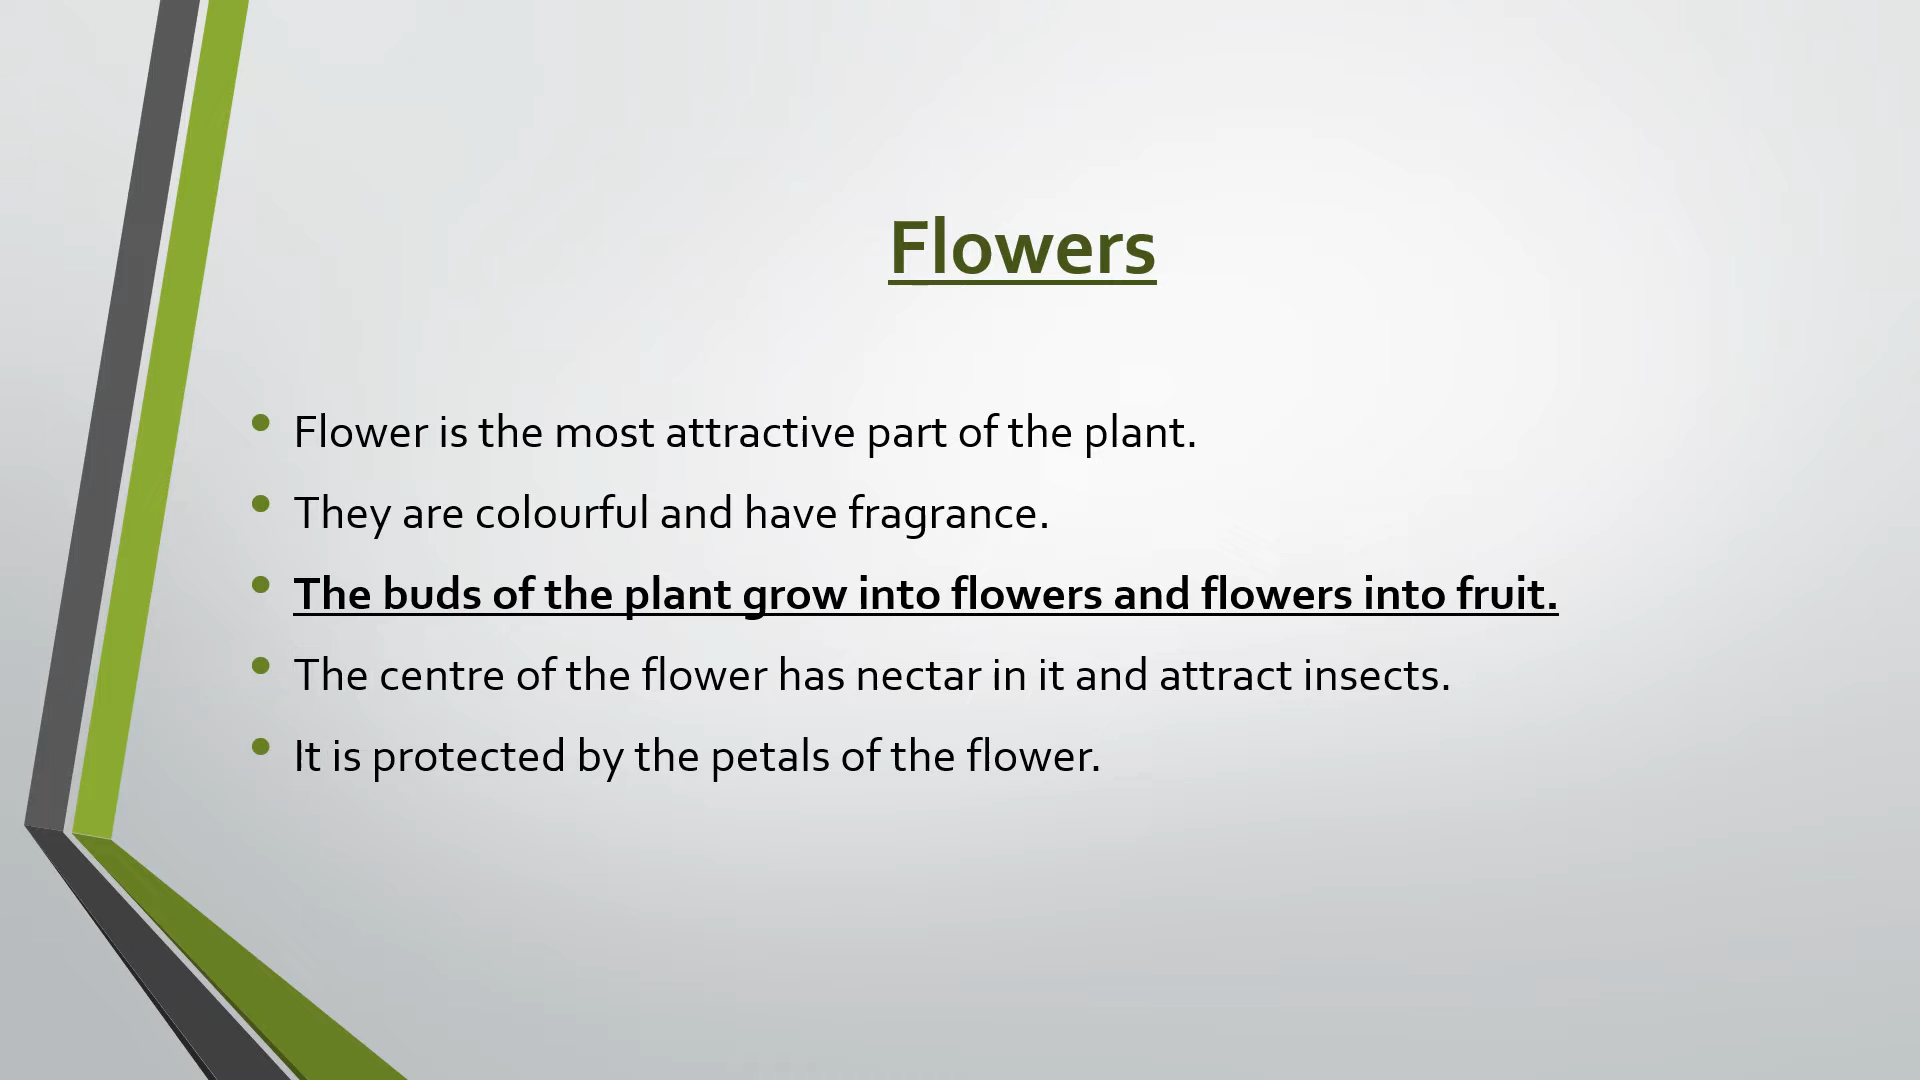 Flowers
Flower is the most attractive part of the plant.
They are colourful and have fragrance.
The buds of the plant grow into flowers and flowers into fruit.
The centre of the flower has nectar in it and attract insects.
It is protected by the petals of the flower.